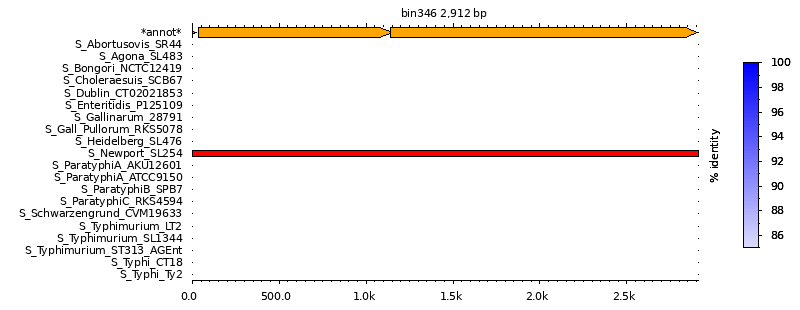 bin346 2,912 bp
*annot*
S_Abortusovis_SR44
S_Agona_SL483
S_Bongori_NCTC12419
S_Choleraesuis_SCB67
S_Dublin_CT02021853
S_Enteritidis_P125109
S_Gallinarum_28791
S_Gall_Pullorum_RKS5078
S_Heidelberg_SL476
S_Newport_SL254
S_ParatyphiA_AKU12601
S_ParatyphiA_ATCC9150
S_ParatyphiB_SPB7
S_ParatyphiC_RKS4594
S_Schwarzengrund_CVM19633
S_Typhimurium_LT2
S_Typhimurium_SL1344
S_Typhimurium_ST313_AGEnt
S_Typhi_CT18
S_Typhi_Ty2
0.0 500.0 1.0k 1.5k 2.0k 2.5k
% identity
100
98
96
94
92
90
88
86